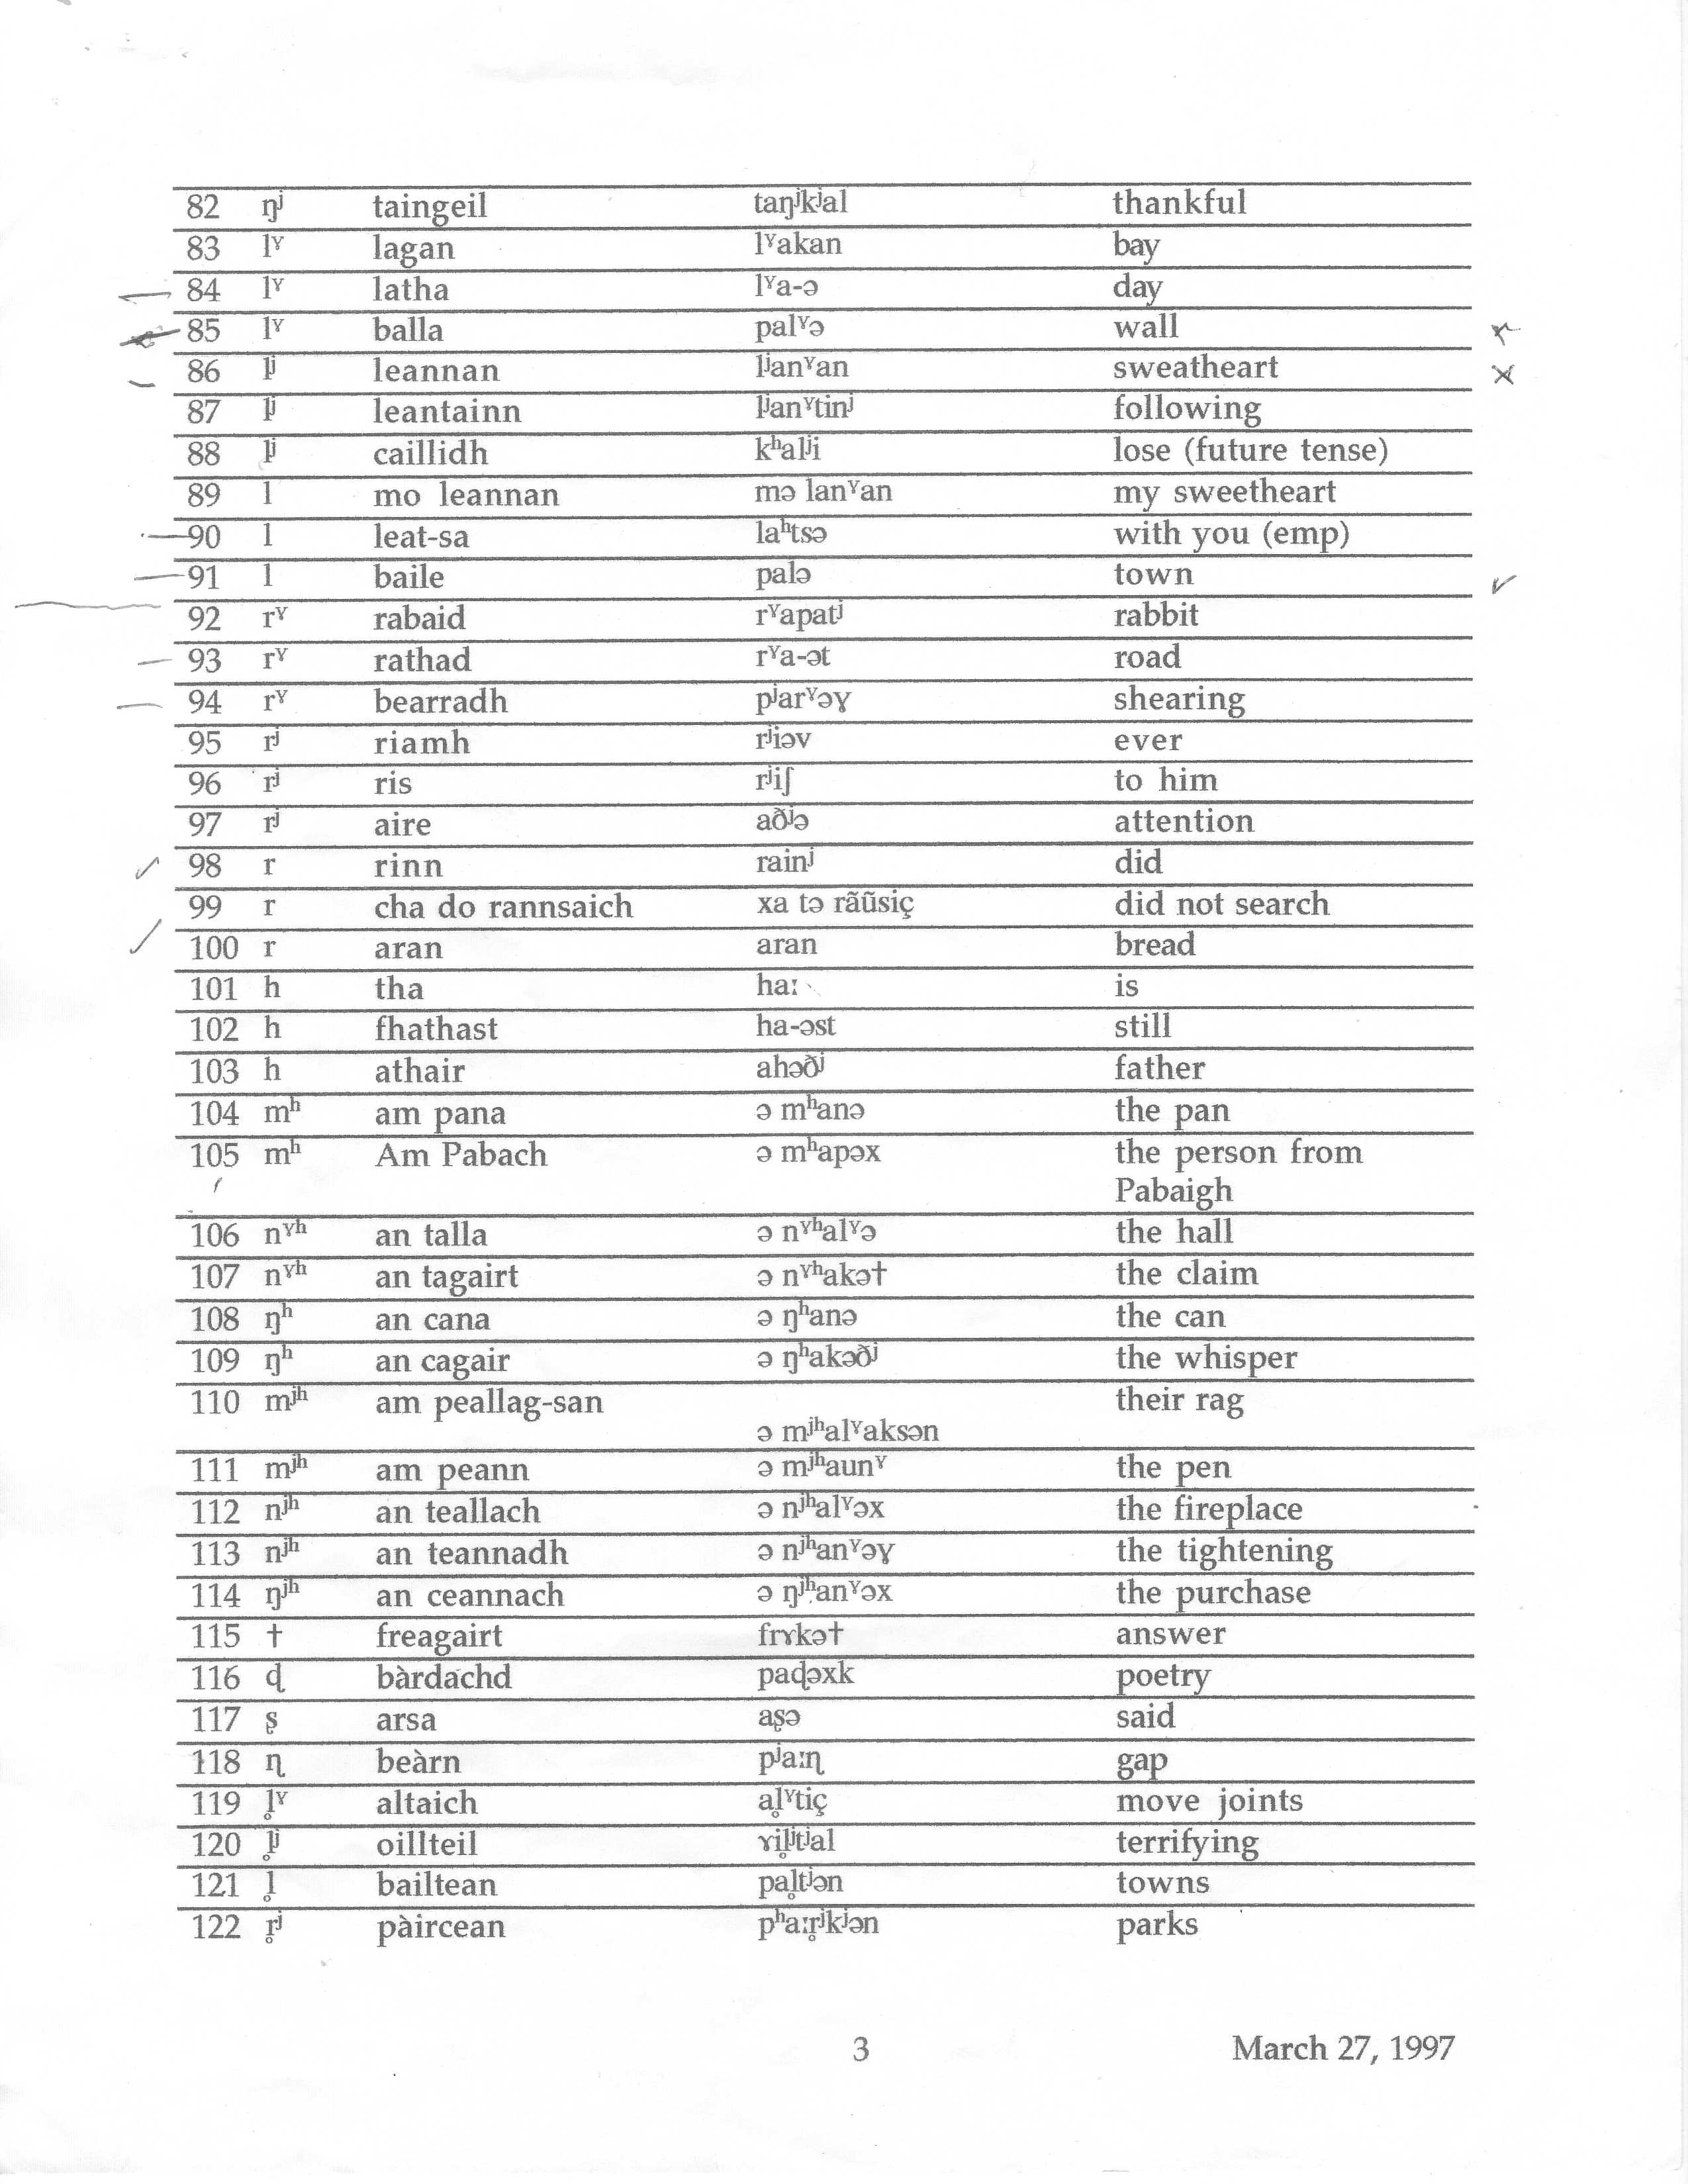 82 ŋʲ taingeil taŋʲkʲal thankful
83 lˠ lagan lˠakan bay
84 lˠ latha lˠa-ə day
85 lˠ balla palˠə wall
86 lʲ leannan lʲanˠan sweatheart
87 lʲ leantainn lʲanˠtinʲ following
88 lʲ caillidh kʰalʲi lose (future tense)
89 l mo leannan mə lanˠan my sweetheart
90 l leat-sa laʰtsə with you (emp)
91 l baile palə town
92 rˠ rabaid rˠapatʲ rabbit
93 rˠ rathad rˠa-ət road
94 rˠ bearradh pʲarˠəɣ shearing
95 rʲ riamh rʲiəv ever
96 rʲ ris rʲiʃ to him
97 rʲ aire aðʲə attention
98 r rinn rainʲ did
99 r cha do rannsaich xa tə rãũsiç did not search
100 r aran aran bread
101 h tha haː is
102 h fhathast ha-əst still
103 h athair ahəðʲ father
104 mʰ am pana ə mʰanə the pan
105 mʰ Am Pabach ə mʰapəx the person from
Pabaigh
106 nˠʰ an talla ə nˠʰalˠə the hall
107 nˠʰ an tagairt ə nˠʰakə† the claim
108 ŋʰ an cana ə ŋʰanə the can
109 ŋʰ an cagair ə ŋʰakəðʲ the whisper
110 mʲʰ am peallag-san their rag
ə mʲʰalˠaksən
111 mʲʰ am peann ə mʲʰaunˠ the pen
112 nʲʰ an teallach ə nʲʰalˠəx the fireplace
113 nʲʰ an teannadh ə nʲʰanˠəɣ the tightening
114 ŋʲʰ an ceannach ə ŋʲʰanˠəx the purchase
115 † freagairt frɤkə† answer
116 ɖ bàrdachd paɖəxk poetry
117 ʂ arsa aʂə said
118 ɳ beàrn pʲaːɳ gap
119 l̥ˠ altaich al̥ˠtiç move joints
120 l̥ʲ oillteil ɤil̥ʲtʲal terrifying
121 l̥ bailtean pal̥tʲən towns
122 r̥ʲ pàircean pʰaːr̥ʲkʲən parks
3 March 27, 1997